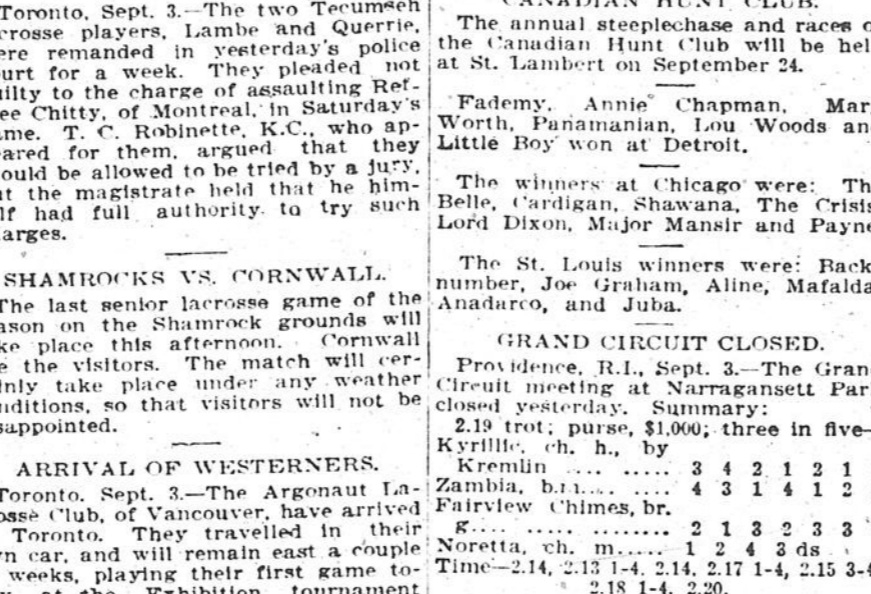 Toronto, Sept. 3.—The two Tecumseh
crosse players, Lambe and Querrie,
ere remanded in yesterday's police
ourt for a week. They pleaded not
uilty to the charge of assaulting Ref-
ee Chitty, of Montreal, in Saturday's
ame. T. C. Robinette, K.C., who ap-
eared for them, argued that they
ould be allowed to be tried by a jury,
ut the magistrate held that he him-
lf had full authority to try such
arges.
SHAMROCKS VS. CORNWALL.
The last senior lacrosse game of the
ason on the Shamrock grounds will
ke place this afternoon. Cornwall
e the visitors. The match will cer-
inly take place under any weather
nditions, so that visitors will not be
sappointed.
ARRIVAL OF WESTERNERS.
Toronto, Sept. 3.—The Argonaut La-
osse Club, of Vancouver, have arrived
Toronto. They travelled in their
n car, and will remain east a couple
weeks, playing their first game to-
at the Exhibition tournament
CANADIAN HUNT CLUB.
The annual steeplechase and races o
the Canadian Hunt Club will be hel
at St. Lambert on September 24.
Fademy, Annie Chapman, Mar
Worth, Panamanian, Lou Woods an
Little Boy won at Detroit.
The winners at Chicago were: Th
Belle, Cardigan, Shawana, The Crisis
Lord Dixon, Major Mansir and Payne
The St. Louis winners were: Back
number, Joe Graham, Aline, Mafalda
Anadarco, and Juba.
GRAND CIRCUIT CLOSED.
Providence, R.I., Sept. 3.—The Gran
Circuit meeting at Narragansett Par
closed yesterday. Summary:
2.19 trot; purse, $1,000; three in five—
Kyrillic, ch. h., by
Kremlin .... ..... 3 4 2 1 2 1
Zambia, b.m.... .... 4 3 1 4 1 2
Fairview Chimes, br.
g.... ........ ..... 2 1 3 2 3 3
Noretta, ch. m..... 1 2 4 3 ds
Time—2.14, 2.13 1-4, 2.14, 2.17 1-4, 2.15 3-4
2.18 1-4, 2.20.